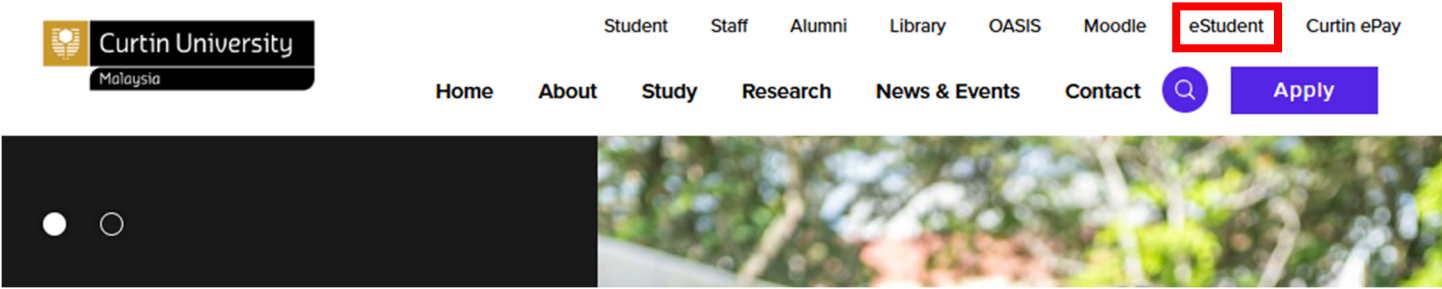 Student Staff Alumni Library OASIS Moodle eStudent Curtin ePay
Curtin University
Malaysia
Home About Study Research News & Events Contact Apply